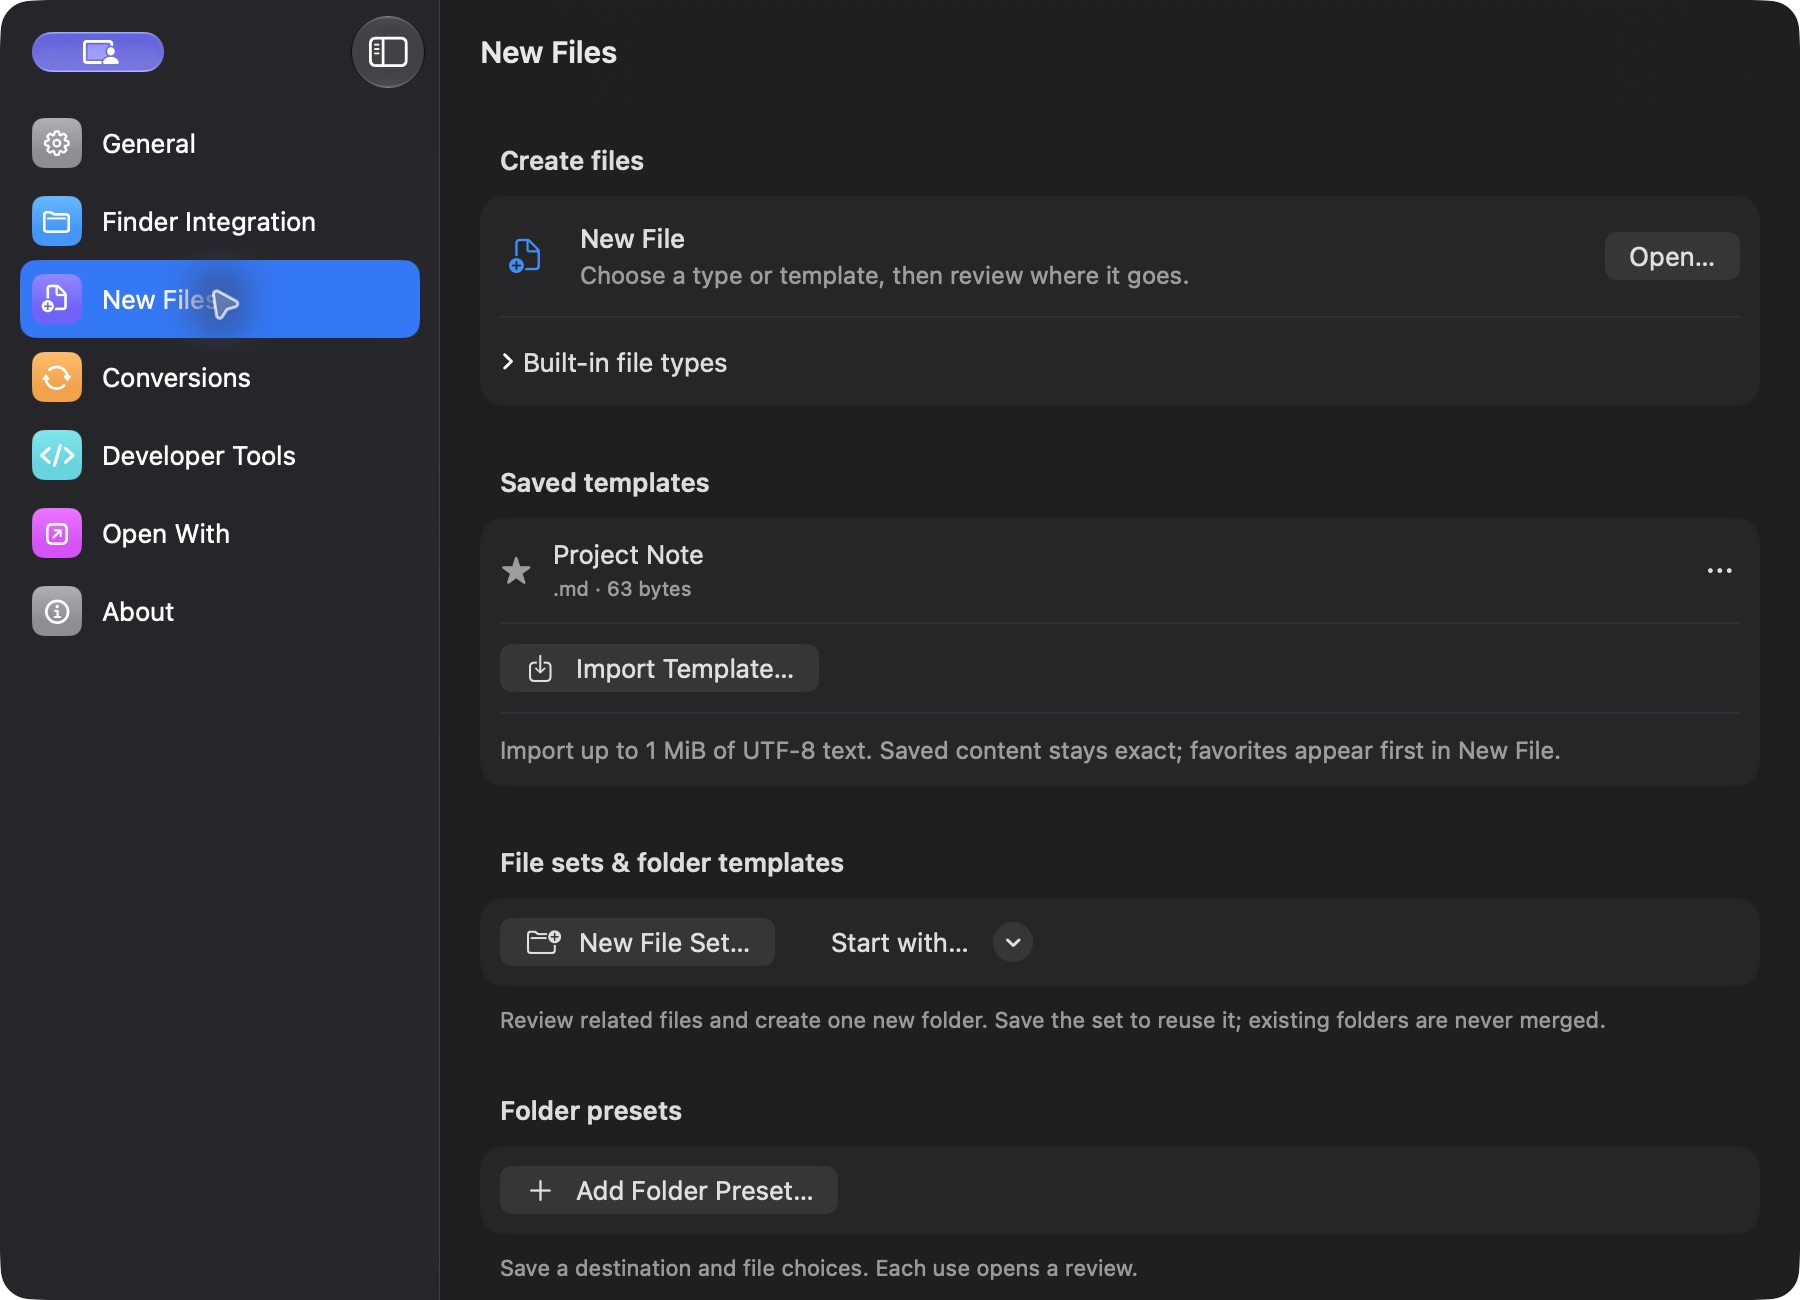 New Files
General
Finder Integration
New Files
Conversions
Developer Tools
Open With
About
Create files
New File
Choose a type or template, then review where it goes.
Open...
Built-in file types
Saved templates
Project Note
.md · 63 bytes
Import Template...
Import up to 1 MiB of UTF-8 text. Saved content stays exact; favorites appear first in New File.
File sets & folder templates
New File Set...
Start with...
Review related files and create one new folder. Save the set to reuse it; existing folders are never merged.
Folder presets
Add Folder Preset...
Save a destination and file choices. Each use opens a review.